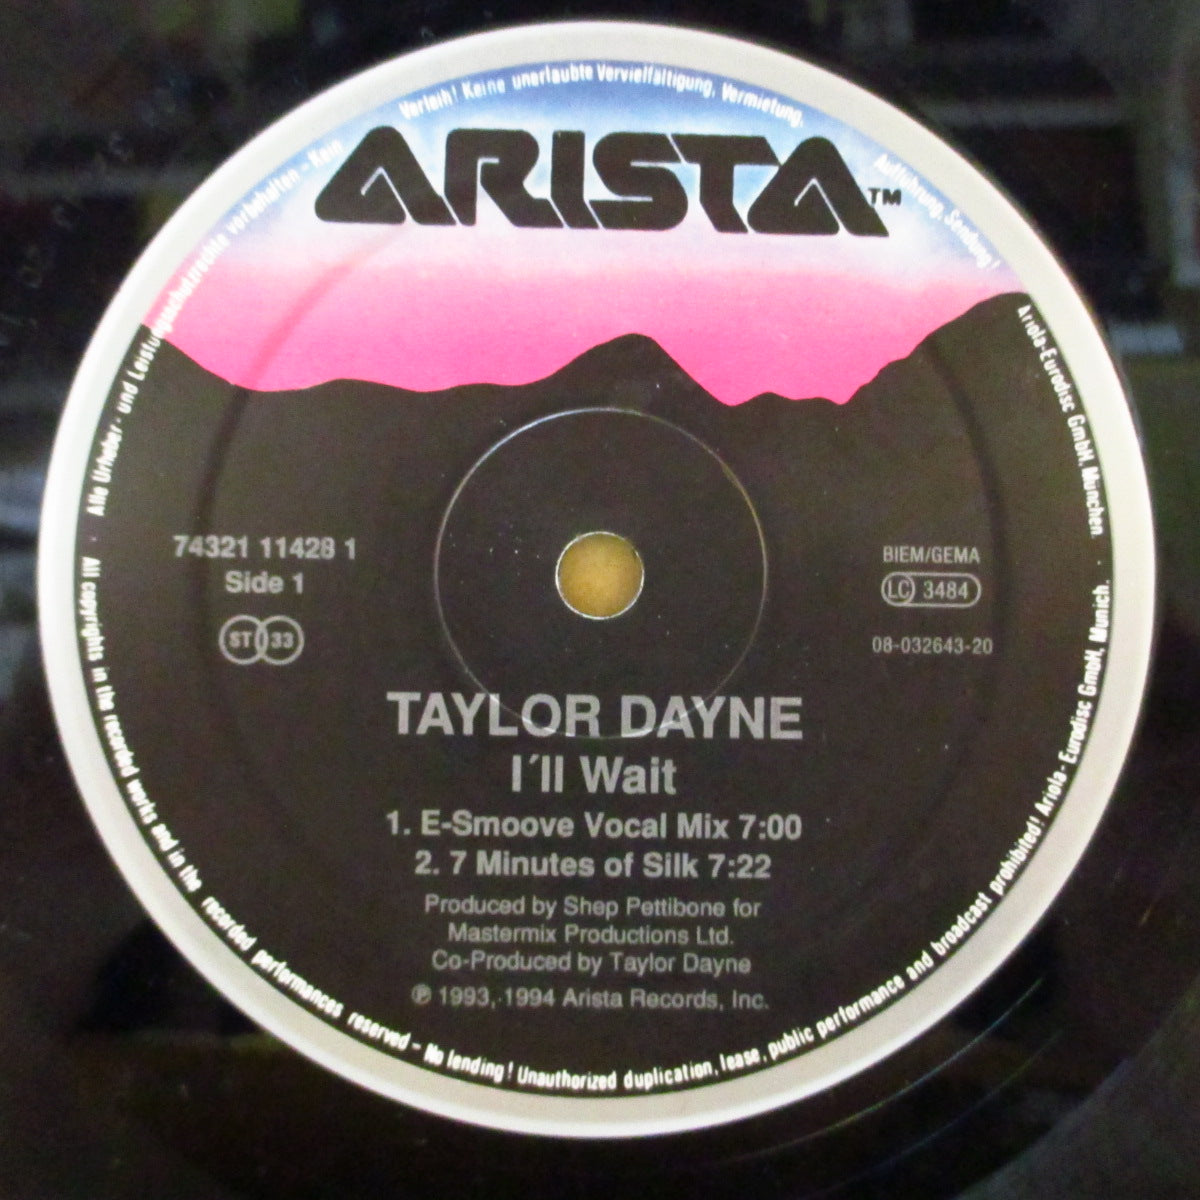 Alle Urheber- und Leistungsschutzrechte vorbehalten - Kein Verleih! Keine unerlaubte Vervielfältigung, Vermietung, Aufführung, Sendung!
ARISTA™
Ariola-Eurodisc GmbH, München ·
74321 11428 1
Side 1
ST 33
BIEM/GEMA
LC 3484
08-032643-20
TAYLOR DAYNE
I´ll Wait
1. E-Smoove Vocal Mix 7:00
2. 7 Minutes of Silk 7:22
Produced by Shep Pettibone for
Mastermix Productions Ltd.
Co-Produced by Taylor Dayne
℗ 1993, 1994 Arista Records, Inc.
All copyrights in the recorded works and in the recorded performances reserved - No lending! Unauthorized duplication, lease, public performance and broadcast prohibited! Ariola-Eurodisc GmbH, Munich.